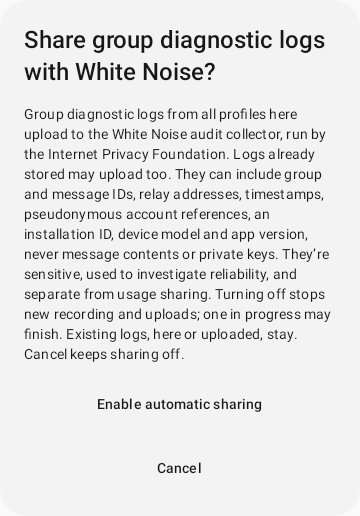 Share group diagnostic logs
with White Noise?
Group diagnostic logs from all profiles here
upload to the White Noise audit collector, run by
the Internet Privacy Foundation. Logs already
stored may upload too. They can include group
and message IDs, relay addresses, timestamps,
pseudonymous account references, an
installation ID, device model and app version,
never message contents or private keys. They’re
sensitive, used to investigate reliability, and
separate from usage sharing. Turning off stops
new recording and uploads; one in progress may
finish. Existing logs, here or uploaded, stay.
Cancel keeps sharing off.
Enable automatic sharing
Cancel